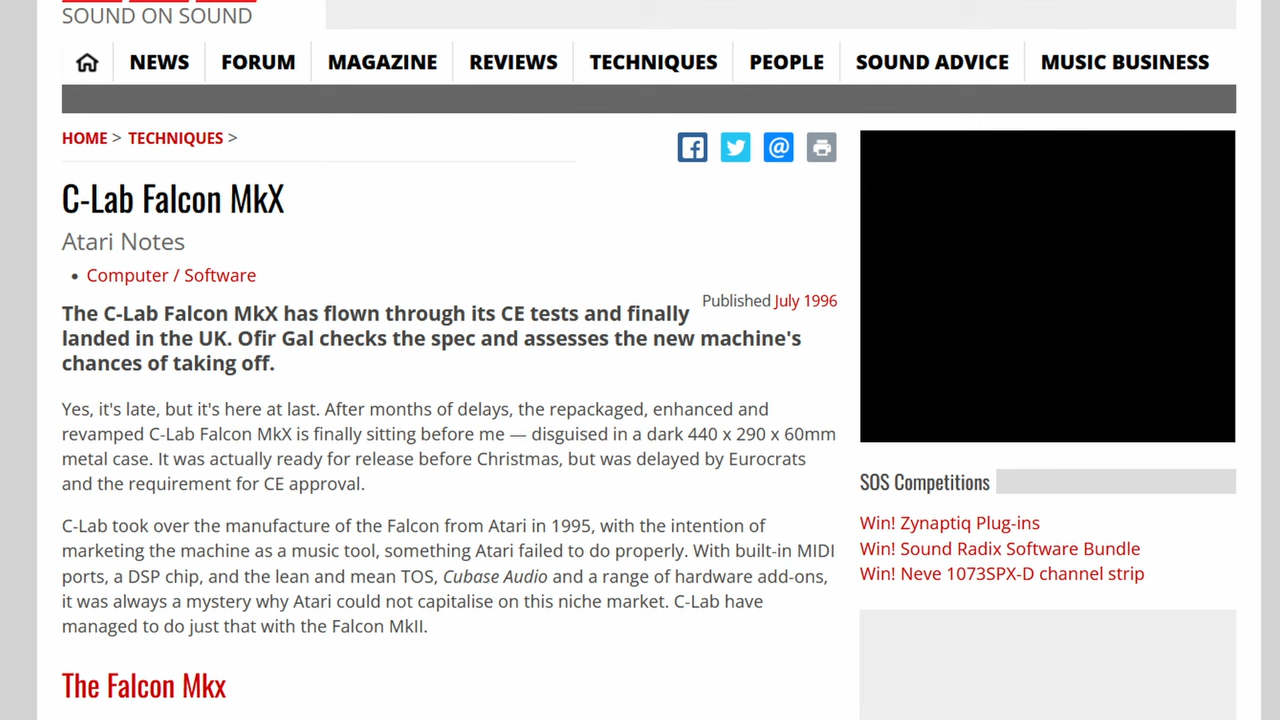 SOUND ON SOUND
NEWS FORUM MAGAZINE REVIEWS TECHNIQUES PEOPLE SOUND ADVICE MUSIC BUSINESS
HOME > TECHNIQUES >
C-Lab Falcon MkX
Atari Notes
• Computer / Software
Published July 1996
The C-Lab Falcon MkX has flown through its CE tests and finally
landed in the UK. Ofir Gal checks the spec and assesses the new machine's
chances of taking off.
Yes, it's late, but it's here at last. After months of delays, the repackaged, enhanced and
revamped C-Lab Falcon MkX is finally sitting before me — disguised in a dark 440 x 290 x 60mm
metal case. It was actually ready for release before Christmas, but was delayed by Eurocrats
and the requirement for CE approval.
C-Lab took over the manufacture of the Falcon from Atari in 1995, with the intention of
marketing the machine as a music tool, something Atari failed to do properly. With built-in MIDI
ports, a DSP chip, and the lean and mean TOS, Cubase Audio and a range of hardware add-ons,
it was always a mystery why Atari could not capitalise on this niche market. C-Lab have
managed to do just that with the Falcon MkII.
The Falcon Mkx
SOS Competitions
Win! Zynaptiq Plug-ins
Win! Sound Radix Software Bundle
Win! Neve 1073SPX-D channel strip